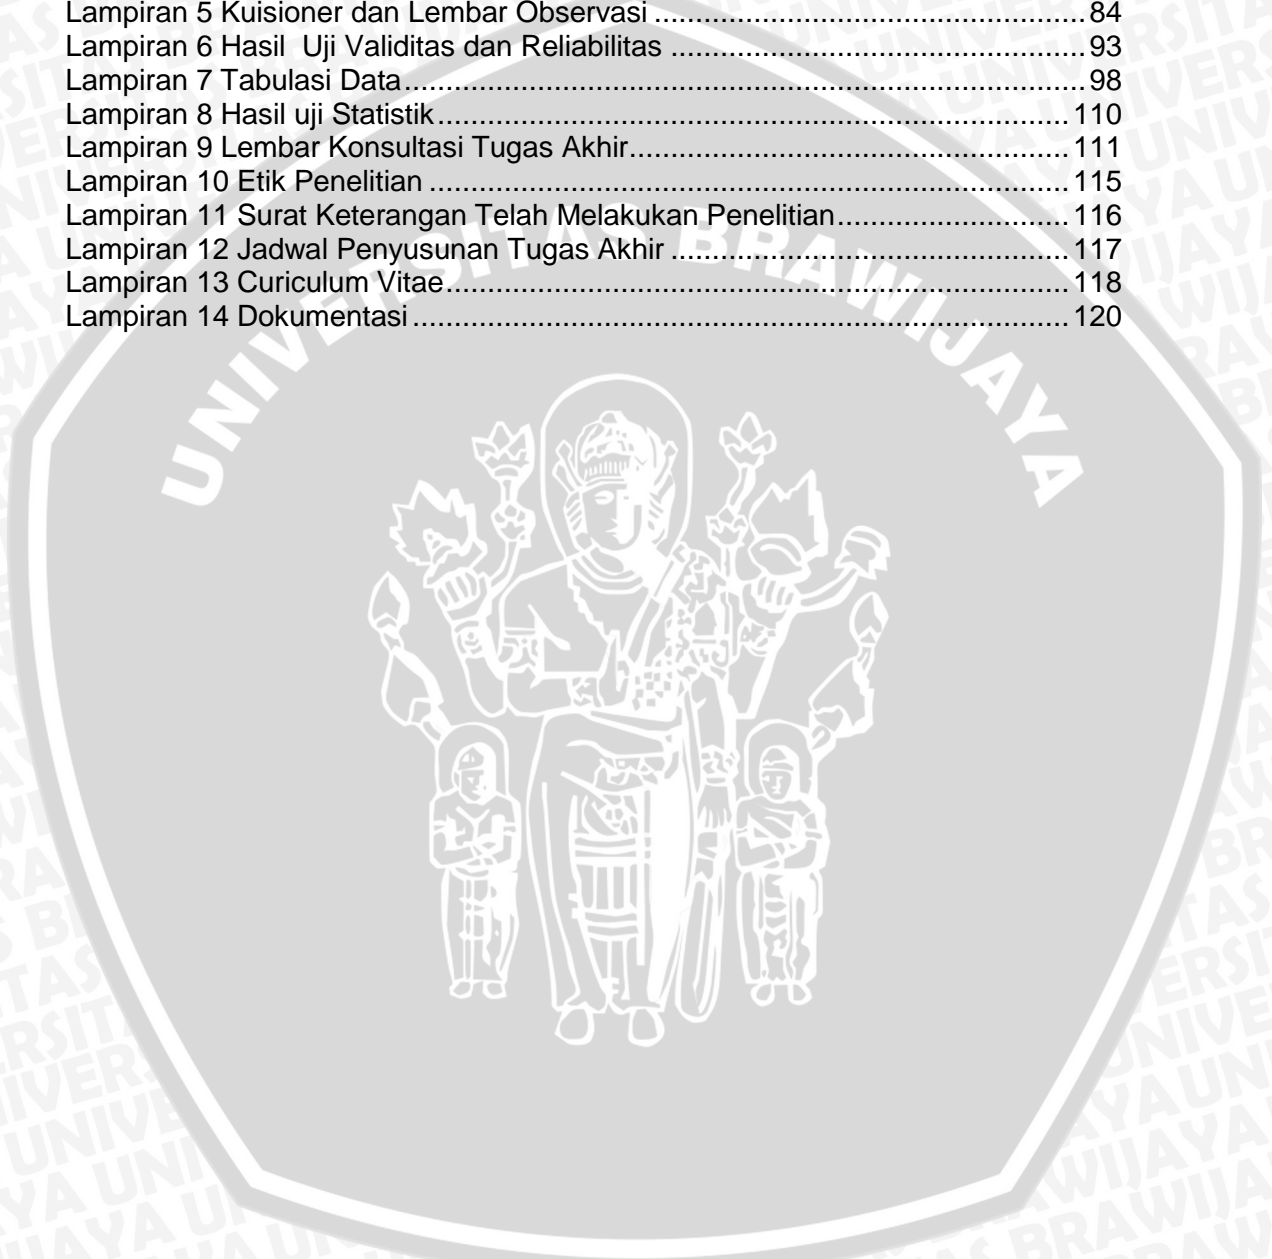 Lampiran 5 Kuisioner dan Lembar Observasi .................................................... 84
Lampiran 6 Hasil  Uji Validitas dan Reliabilitas .................................................. 93
Lampiran 7 Tabulasi Data.................................................................................. 98
Lampiran 8 Hasil uji Statistik............................................................................... 110
Lampiran 9 Lembar Konsultasi Tugas Akhir..................................................... 111
Lampiran 10 Etik Penelitian ............................................................................. 115
Lampiran 11 Surat Keterangan Telah Melakukan Penelitian............................ 116
Lampiran 12 Jadwal Penyusunan Tugas Akhir ................................................ 117
Lampiran 13 Curiculum Vitae........................................................................... 118
Lampiran 14 Dokumentasi ............................................................................... 120
UNIVERSITAS BRAWIJAYA